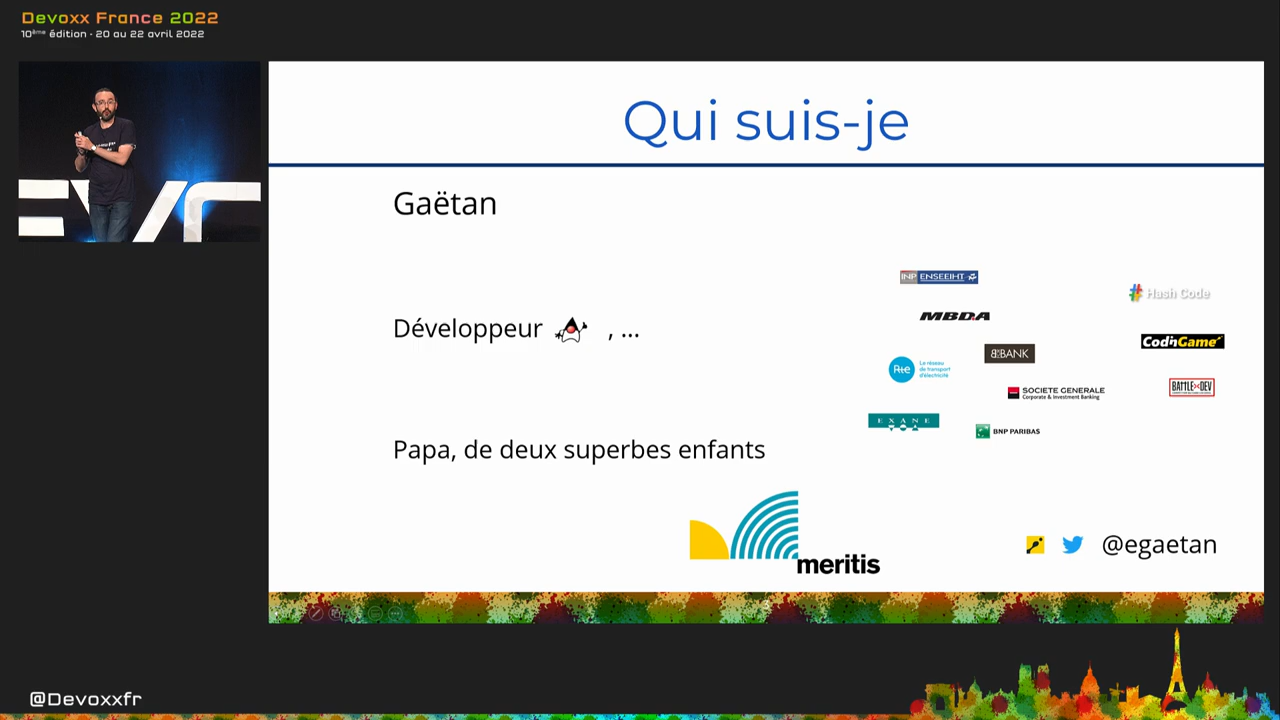 Devoxx France 2022
10ème édition - 20 au 22 avril 2022
Qui suis-je
Gaëtan
INP ENSEEIHT
Hash Code
MBDA
Développeur , ...
CodinGame
B BANK
Rte Le réseau
de transport
d'électricité
BATTLE DEV
SOCIETE GENERALE
Corporate & Investment Banking
EXANE
BNP PARIBAS
Papa, de deux superbes enfants
meritis
@egaetan
@Devoxxfr